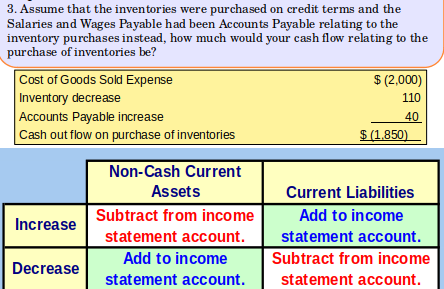 3. Assume that the inventories were purchased on credit terms and the
Salaries and Wages Payable had been Accounts Payable relating to the
inventory purchases instead, how much would your cash flow relating to the
purchase of inventories be?
Cost of Goods Sold Expense $ (2,000)
Inventory decrease 110
Accounts Payable increase 40
Cash out flow on purchase of inventories $ (1,850)
Non-Cash Current
Assets
Current Liabilities
Increase
Subtract from income
statement account.
Add to income
statement account.
Decrease
Add to income
statement account.
Subtract from income
statement account.